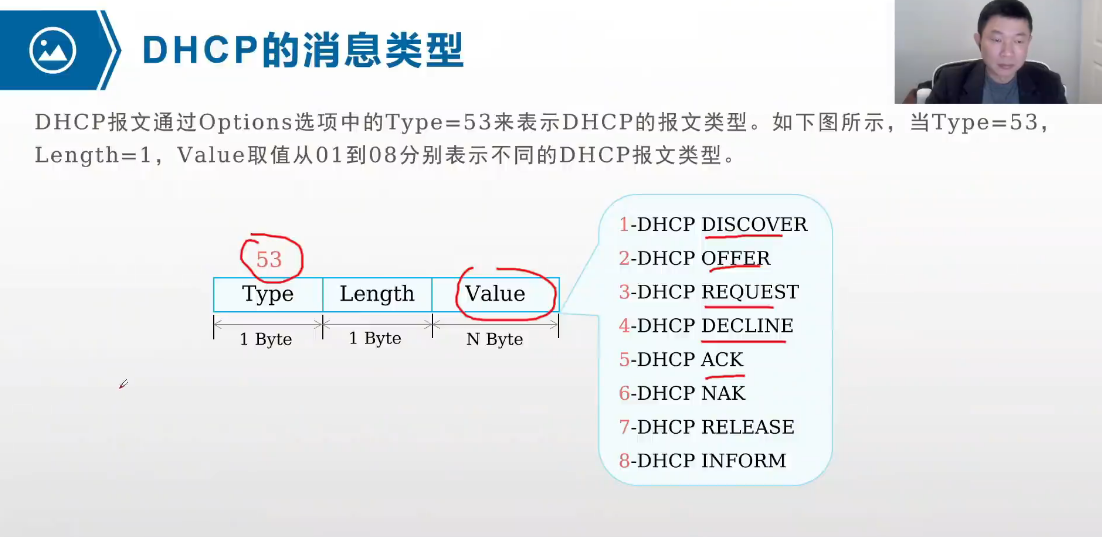 DHCP的消息类型
DHCP报文通过Options选项中的Type=53来表示DHCP的报文类型。如下图所示，当Type=53，
Length=1，Value取值从01到08分别表示不同的DHCP报文类型。
53
Type Length Value
1 Byte 1 Byte N Byte
1-DHCP DISCOVER
2-DHCP OFFER
3-DHCP REQUEST
4-DHCP DECLINE
5-DHCP ACK
6-DHCP NAK
7-DHCP RELEASE
8-DHCP INFORM